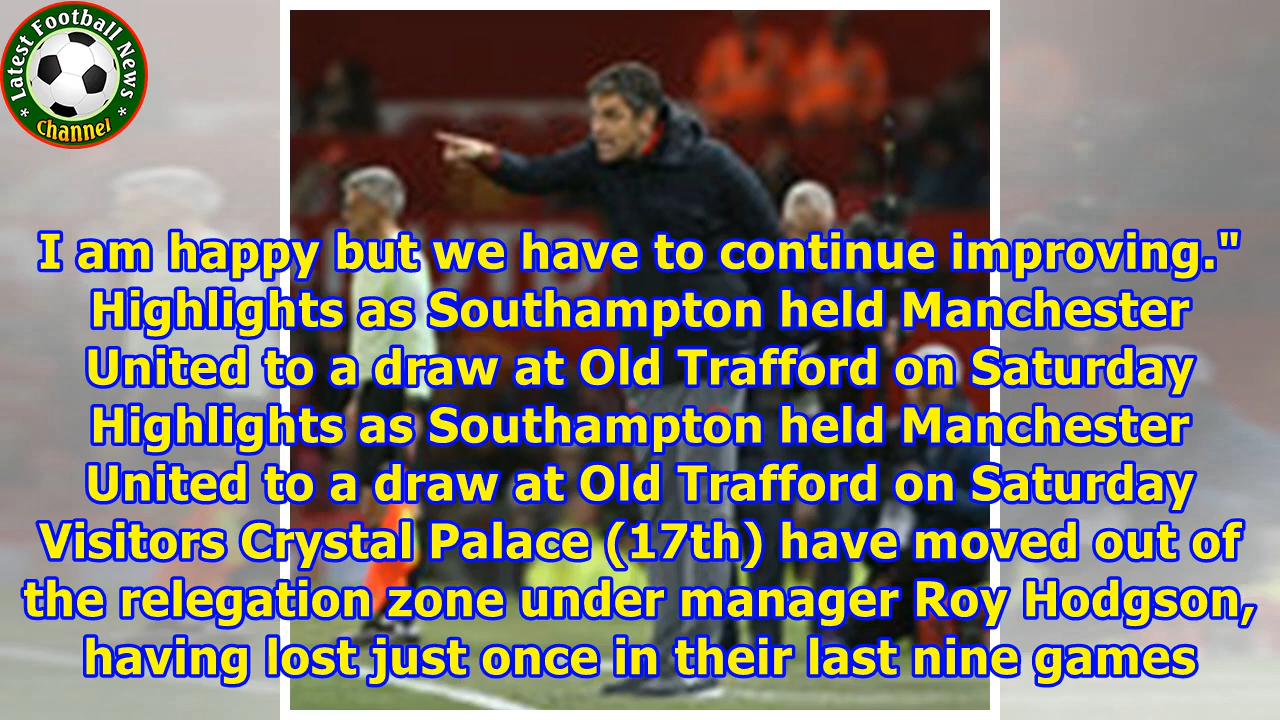 Latest Football News
* Channel *
I am happy but we have to continue improving."
Highlights as Southampton held Manchester
United to a draw at Old Trafford on Saturday
Highlights as Southampton held Manchester
United to a draw at Old Trafford on Saturday
Visitors Crystal Palace (17th) have moved out of
the relegation zone under manager Roy Hodgson,
having lost just once in their last nine games